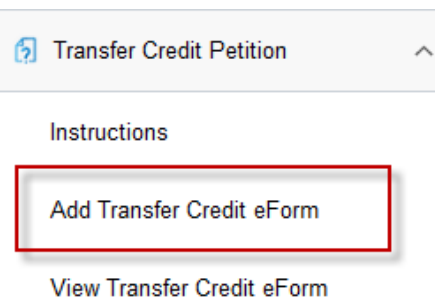 Transfer Credit Petition
Instructions
Add Transfer Credit eForm
View Transfer Credit eForm